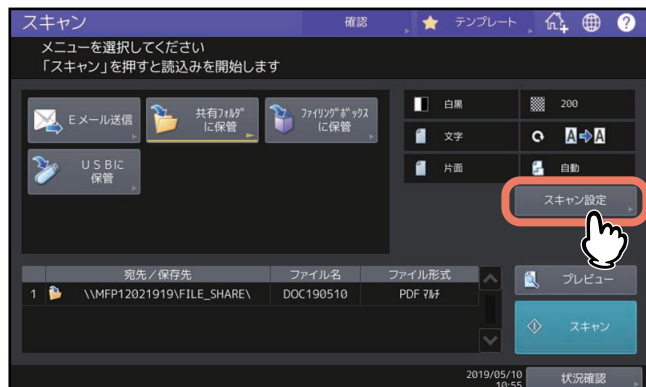 スキャン
確認
テンプレート
?
メニューを選択してください
「スキャン」を押すと読込みを開始します
Eメール送信
共有フォルダ
に保管
ファイリングボックス
に保管
USBに
保管
白黒
200
文字
A A
片面
自動
スキャン設定
宛先/保存先 ファイル名 ファイル形式
1 \\MFP12021919\FILE_SHARE\ DOC190510 PDF マルチ
プレビュー
スキャン
2019/05/10
10:55
状況確認